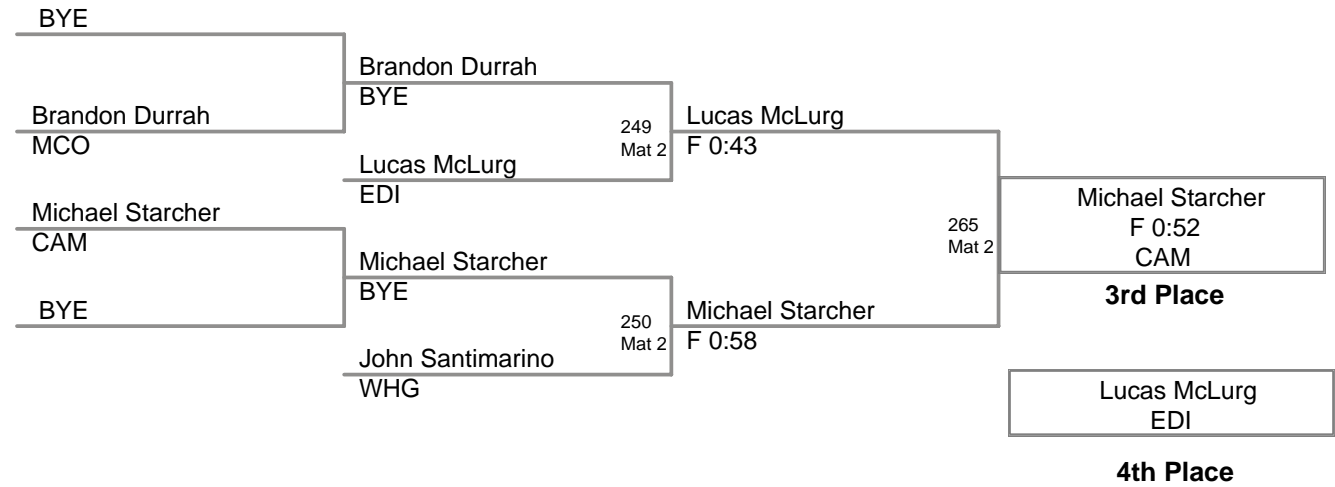 BYE
Brandon Durrah
MCO
Michael Starcher
CAM
BYE
Brandon Durrah
BYE
Lucas McLurg
EDI
Michael Starcher
BYE
John Santimarino
WHG
249
Mat 2
250
Mat 2
Lucas McLurg
F 0:43
Michael Starcher
F 0:58
265
Mat 2
Michael Starcher
F 0:52
CAM
3rd Place
Lucas McLurg
EDI
4th Place